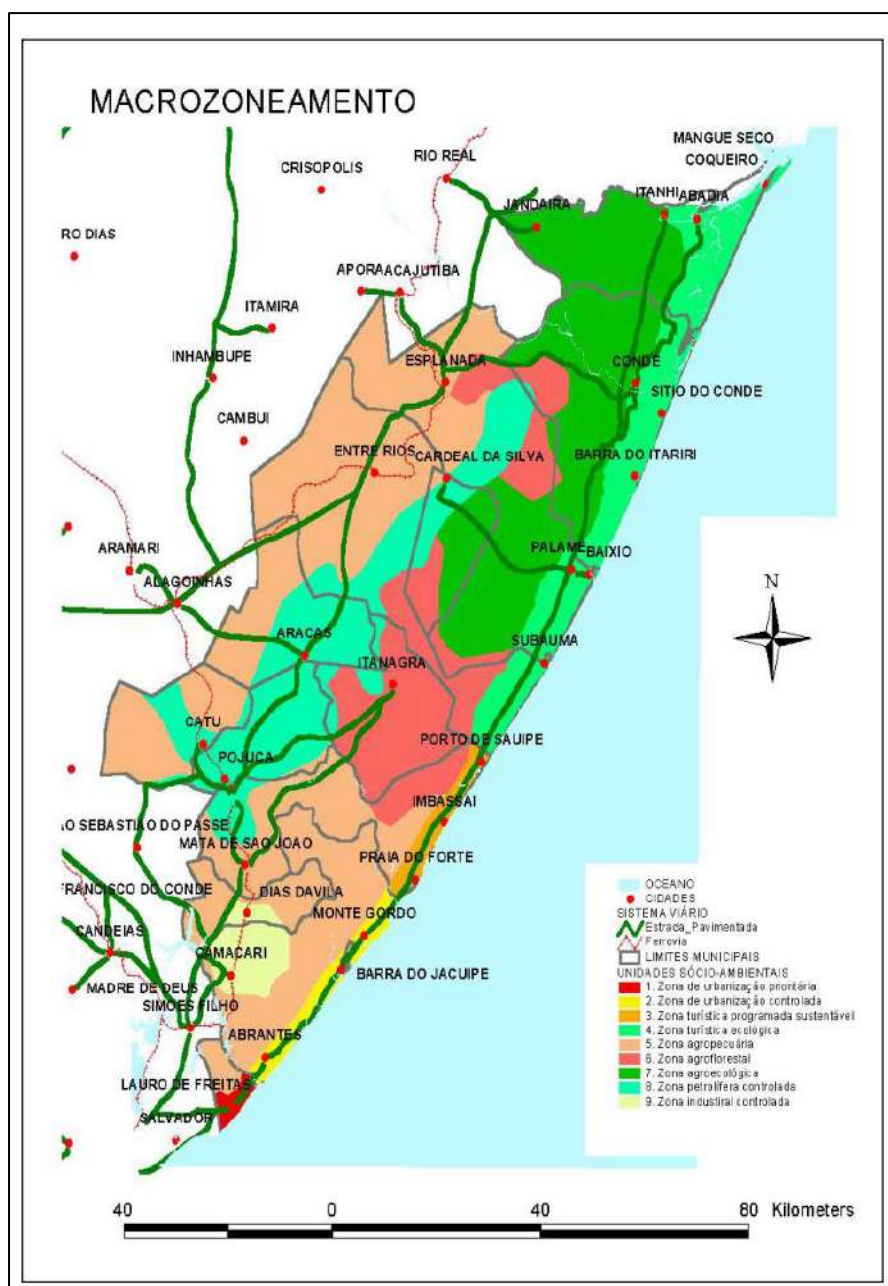 MACROZONEAMENTO
MANGUE SECO
RIO REAL
COQUEIRO
CRISOPOLIS
ITANHI
ABADIA
JANDAIRA
RO DIAS
APORA
ACAJUTIBA
ITAMIRA
INHAMBUPE
ESPLANADA
CONDE
SITIO DO CONDE
CAMBUI
ENTRE RIOS
CARDEAL DA SILVA
BARRA DO ITARIRI
ARAMARI
PALAME
BAIXIO
ALAGOINHAS
N
ARACAS
SUBAUMA
ITANAGRA
CATU
PORTO DE SAUIPE
POJUCA
IMBASSAI
AO SEBASTIAO DO PASSE
MATA DE SAO JOAO
PRAIA DO FORTE
FRANCISCO DO CONDE
DIAS DAVILA
MONTE GORDO
CANDEIAS
CAMACARI
BARRA DO JACUIPE
MADRE DE DEUS
SIMOES FILHO
ABRANTES
LAURO DE FREITAS
SALVADOR
OCEANO
CIDADES
SISTEMA VIÁRIO
Estrada_Pavimentada
Ferrovia
LIMITES MUNICIPAIS
UNIDADES SÓCIO-AMBIENTAIS
1. Zona de urbanização prioritária
2. Zona de urbanização controlada
3. Zona turística programada sustentável
4. Zona turística ecológica
5. Zona agropecuária
6. Zona agroflorestal
7. Zona agroecológica
8. Zona petrolífera controlada
9. Zona industiral controlada
40 0 40 80 Kilometers